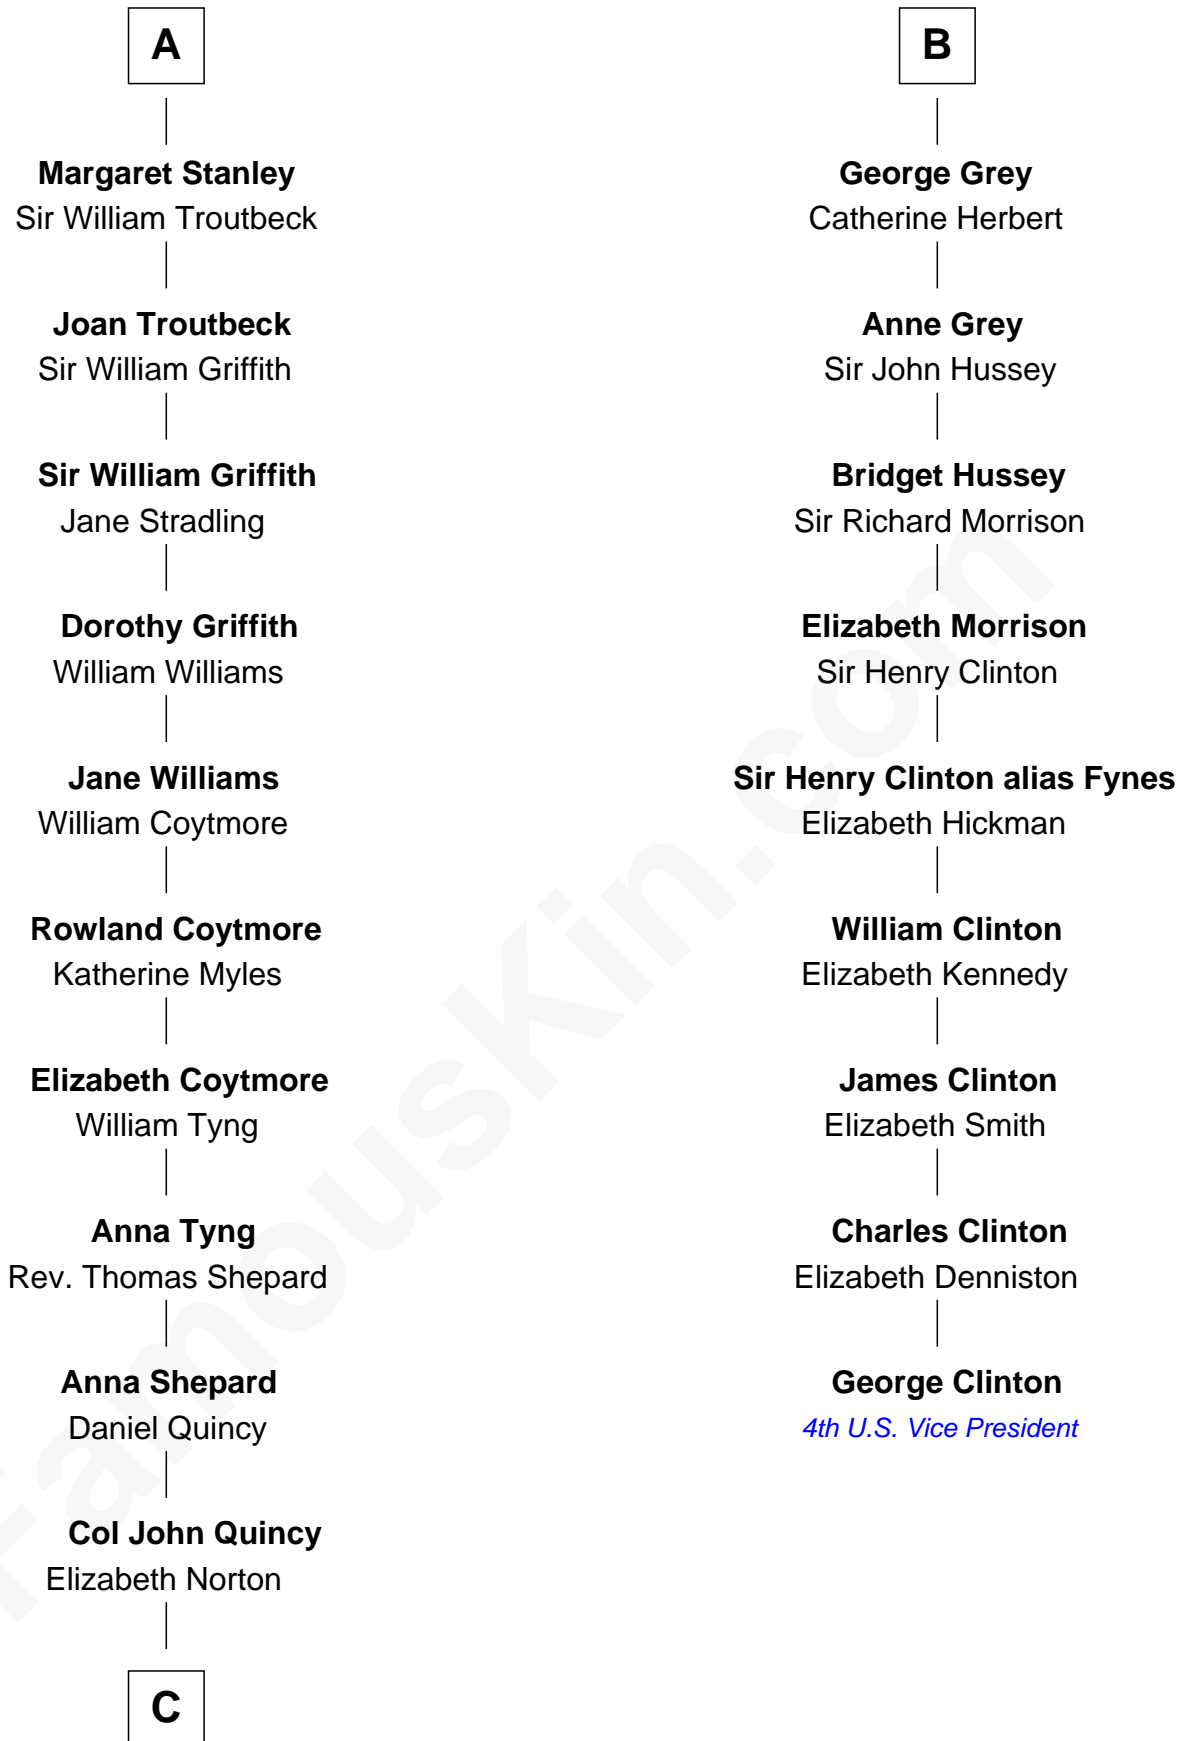 A
Margaret Stanley
Sir William Troutbeck
Joan Troutbeck
Sir William Griffith
Sir William Griffith
Jane Stradling
Dorothy Griffith
William Williams
Jane Williams
William Coytmore
Rowland Coytmore
Katherine Myles
Elizabeth Coytmore
William Tyng
Anna Tyng
Rev. Thomas Shepard
Anna Shepard
Daniel Quincy
Col John Quincy
Elizabeth Norton
C
B
George Grey
Catherine Herbert
Anne Grey
Sir John Hussey
Bridget Hussey
Sir Richard Morrison
Elizabeth Morrison
Sir Henry Clinton
Sir Henry Clinton alias Fynes
Elizabeth Hickman
William Clinton
Elizabeth Kennedy
James Clinton
Elizabeth Smith
Charles Clinton
Elizabeth Denniston
George Clinton
4th U.S. Vice President
FamousKin.com